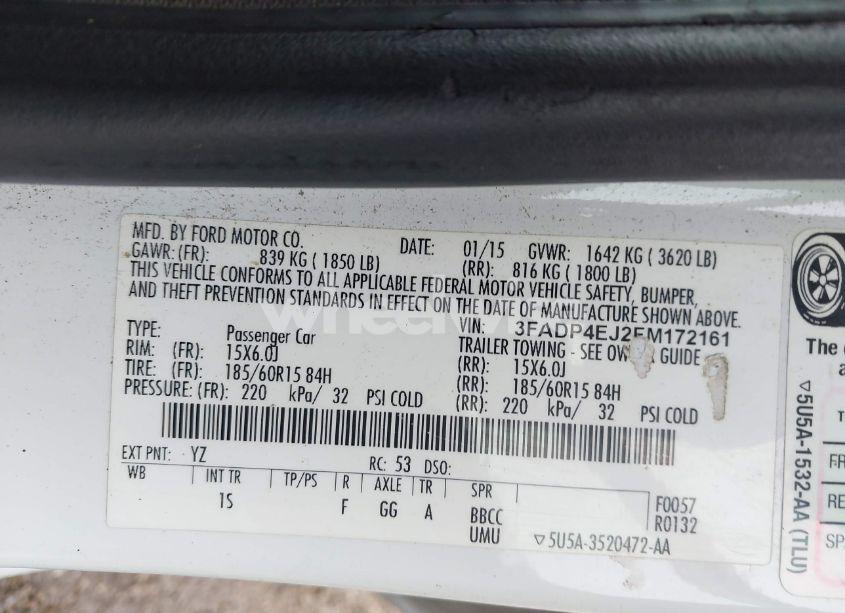 MFD. BY FORD MOTOR CO.
DATE: 01/15 GVWR: 1642 KG ( 3620 LB)
GAWR: (FR): 839 KG ( 1850 LB) (RR): 816 KG ( 1800 LB)
THIS VEHICLE CONFORMS TO ALL APPLICABLE FEDERAL MOTOR VEHICLE SAFETY, BUMPER,
AND THEFT PREVENTION STANDARDS IN EFFECT ON THE DATE OF MANUFACTURE SHOWN ABOVE.
VIN: 3FADP4EJ2FM172161
TYPE: Passenger Car TRAILER TOWING - SEE GUIDE
RIM: (FR): 15X6.0J (RR): 15X6.0J
TIRE: (FR): 185/60R15 84H (RR): 185/60R15 84H
PRESSURE: (FR): 220 kPa/ 32 PSI COLD (RR): 220 kPa/ 32 PSI COLD
EXT PNT: YZ RC: 53 DSO:
WB INT TR TP/PS R AXLE TR SPR
1S F GG A BBCC
UMU
F0057
R0132
▽5U5A-3520472-AA
The
▽5U5A-1532-AA (TLU)
FR
RE
SP